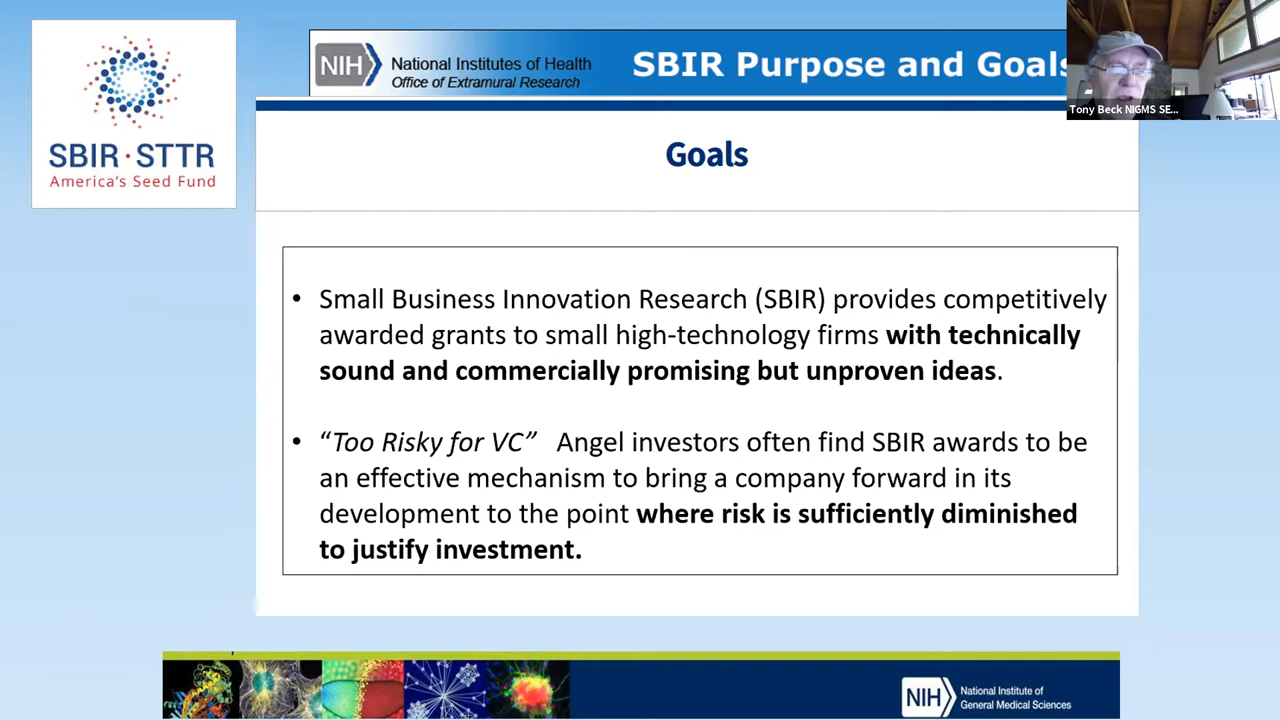 SBIR · STTR
America's Seed Fund
NIH
National Institutes of Health
Office of Extramural Research
SBIR Purpose and Goals
Tony Beck NIGMS SE...
Goals
• Small Business Innovation Research (SBIR) provides competitively
awarded grants to small high-technology firms with technically
sound and commercially promising but unproven ideas.
• “Too Risky for VC” Angel investors often find SBIR awards to be
an effective mechanism to bring a company forward in its
development to the point where risk is sufficiently diminished
to justify investment.
NIH
National Institute of
General Medical Sciences